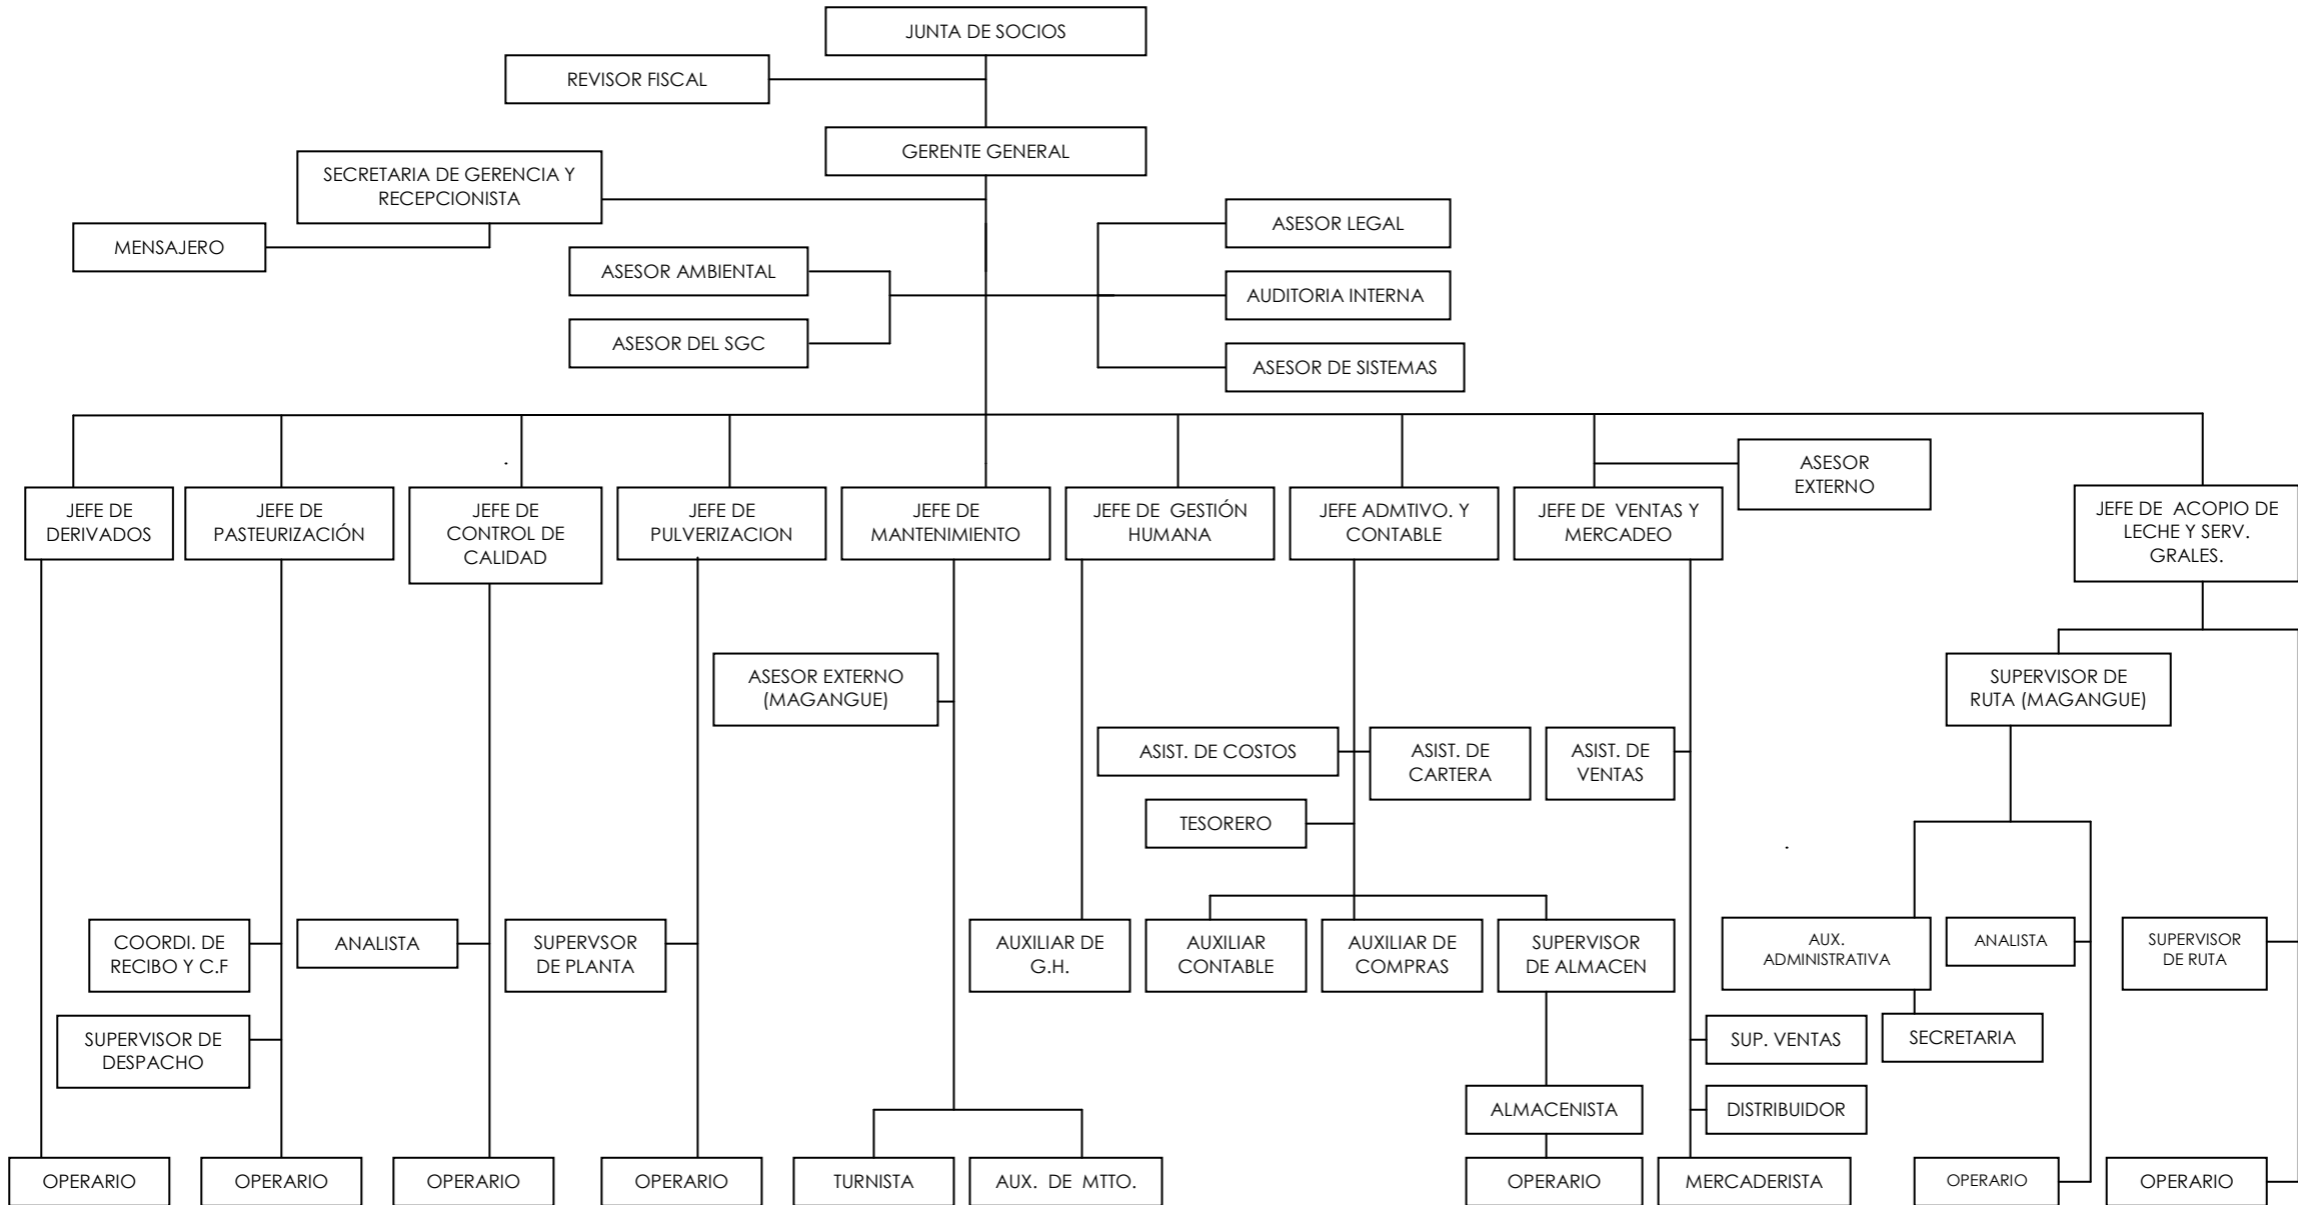 JUNTA DE SOCIOS
REVISOR FISCAL
GERENTE GENERAL
SECRETARIA DE GERENCIA Y
RECEPCIONISTA
MENSAJERO
ASESOR LEGAL
ASESOR AMBIENTAL
AUDITORIA INTERNA
ASESOR DEL SGC
ASESOR DE SISTEMAS
ASESOR
EXTERNO
JEFE DE
DERIVADOS
JEFE DE
PASTEURIZACIÓN
JEFE DE
CONTROL DE
CALIDAD
JEFE DE
PULVERIZACION
JEFE DE
MANTENIMIENTO
JEFE DE GESTIÓN
HUMANA
JEFE ADMTIVO. Y
CONTABLE
JEFE DE VENTAS Y
MERCADEO
JEFE DE ACOPIO DE
LECHE Y SERV.
GRALES.
ASESOR EXTERNO
(MAGANGUE)
SUPERVISOR DE
RUTA (MAGANGUE)
ASIST. DE COSTOS
ASIST. DE
CARTERA
ASIST. DE
VENTAS
TESORERO
COORDI. DE
RECIBO Y C.F
ANALISTA
SUPERVSOR
DE PLANTA
AUXILIAR DE
G.H.
AUXILIAR
CONTABLE
AUXILIAR DE
COMPRAS
SUPERVISOR
DE ALMACEN
AUX.
ADMINISTRATIVA
ANALISTA
SUPERVISOR
DE RUTA
SUPERVISOR DE
DESPACHO
SUP. VENTAS
SECRETARIA
ALMACENISTA
DISTRIBUIDOR
OPERARIO
OPERARIO
OPERARIO
OPERARIO
TURNISTA
AUX. DE MTTO.
OPERARIO
MERCADERISTA
OPERARIO
OPERARIO